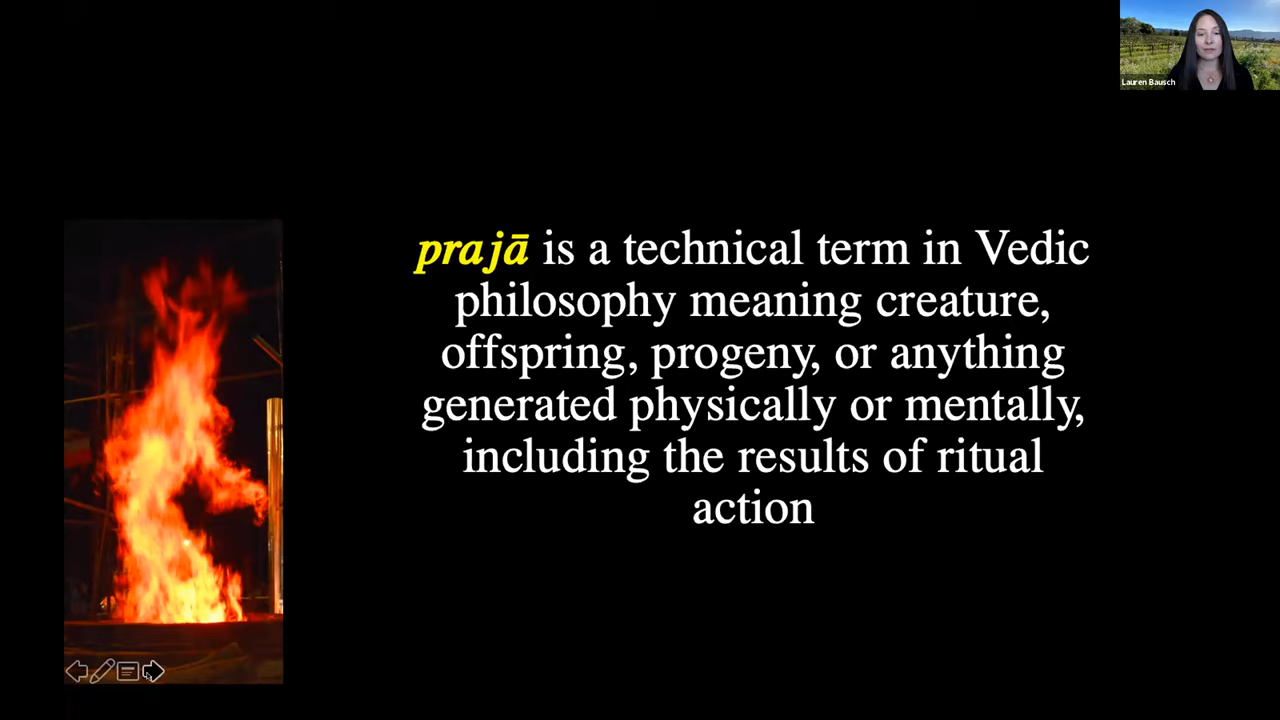 Lauren Bausch
prajā is a technical term in Vedic
philosophy meaning creature,
offspring, progeny, or anything
generated physically or mentally,
including the results of ritual
action